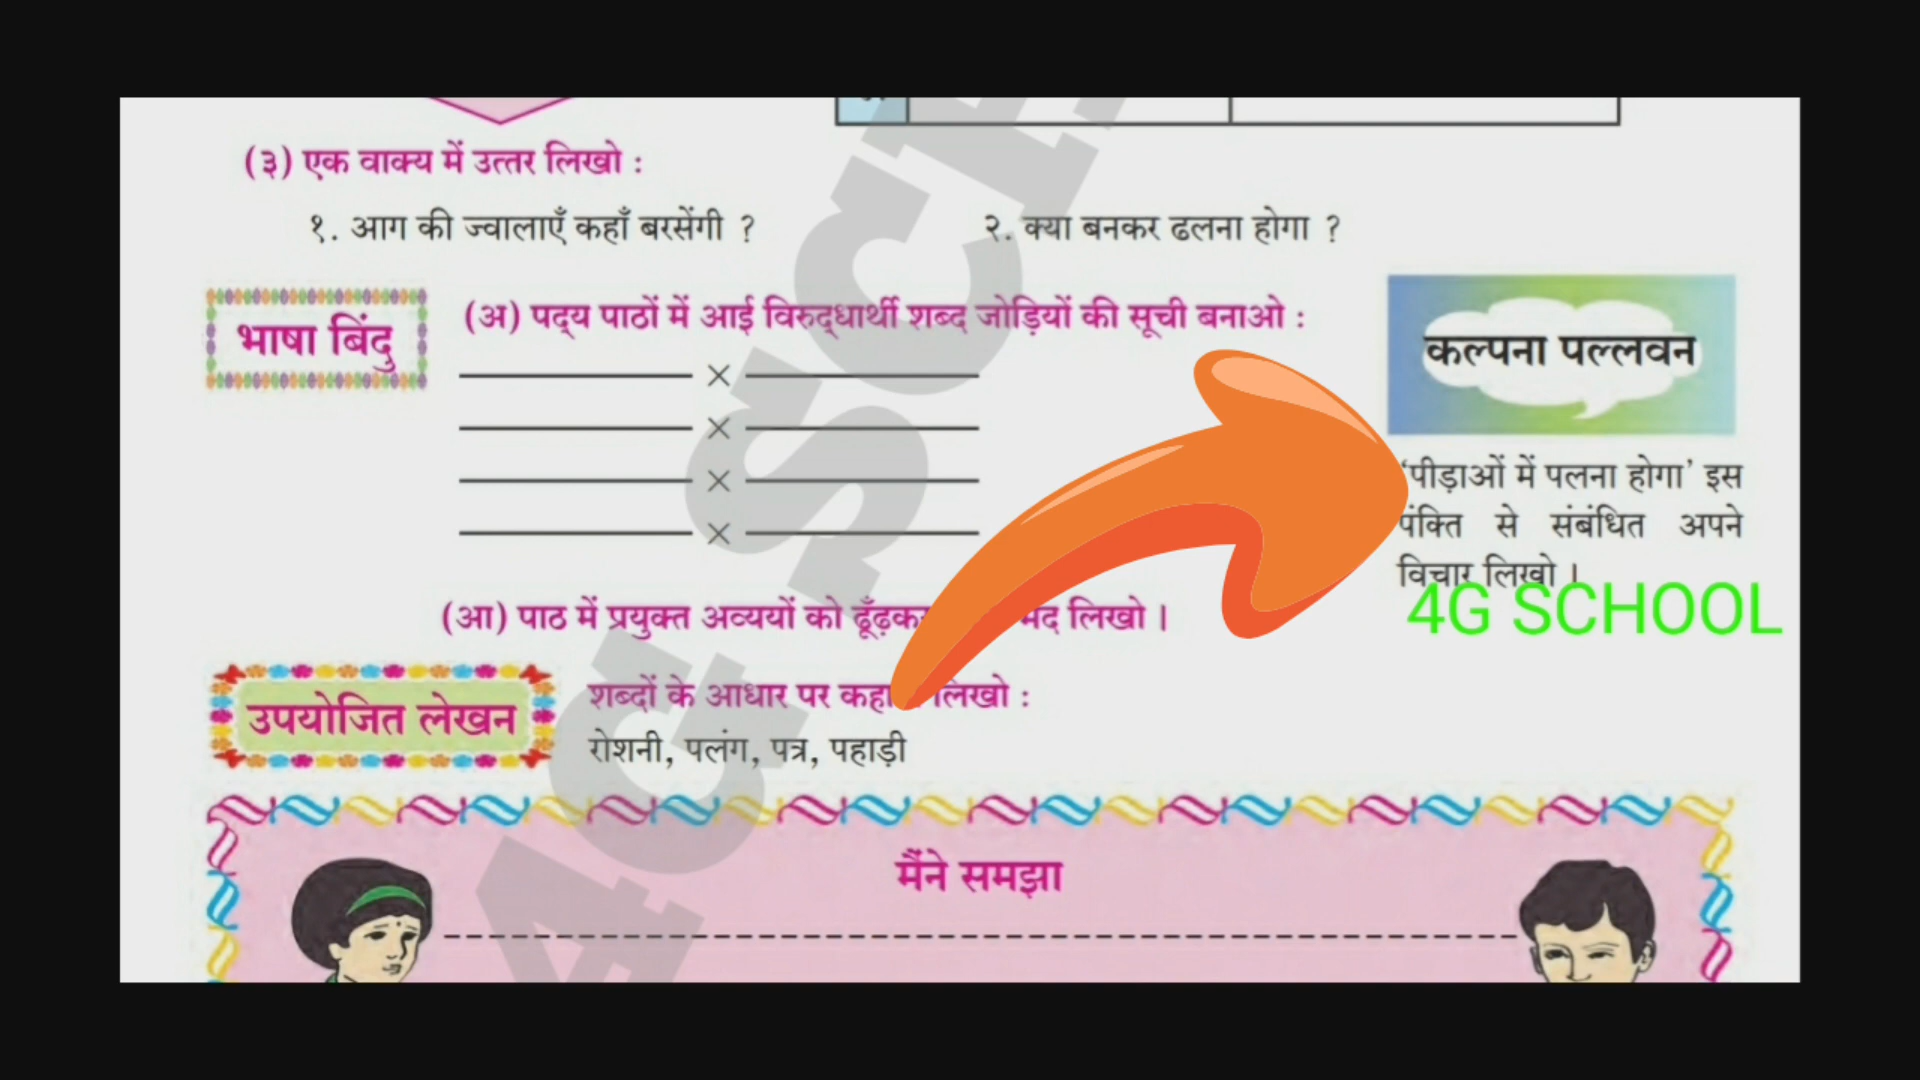 (३) एक वाक्य में उत्तर लिखो :
१. आग की ज्वालाएँ कहाँ बरसेंगी ? २. क्या बनकर ढलना होगा ?
भाषा बिंदु
(अ) पद्‌य पाठों में आई विरुद्‌धार्थी शब्द जोड़ियों की सूची बनाओ :
×
×
×
×
कल्पना पल्लवन
‘पीड़ाओं में पलना होगा’ इस
पंक्ति से संबंधित अपने
विचार लिखो ।
4G SCHOOL
(आ) पाठ में प्रयुक्त अव्ययों को लिखो ।
उपयोजित लेखन
शब्दों के आधार पर लिखो :
रोशनी, पलंग, पत्र, पहाड़ी
मैंने समझा